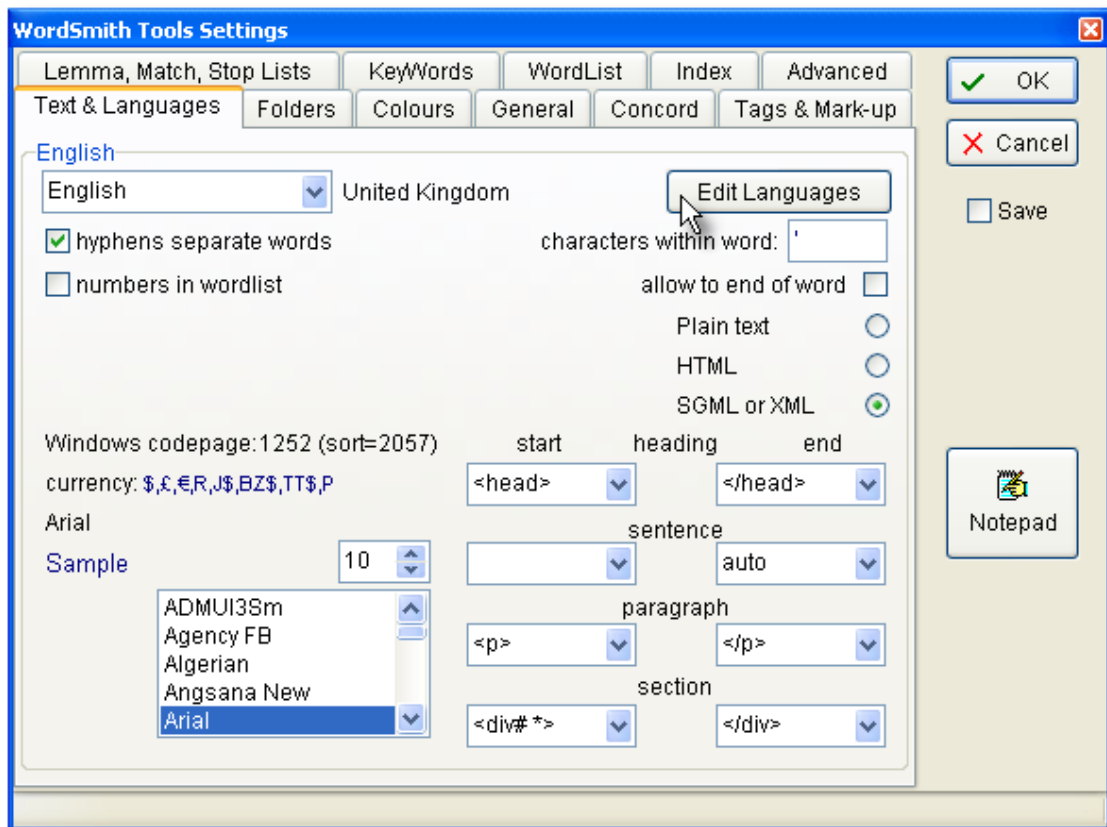 WordSmith Tools Settings
Lemma, Match, Stop Lists KeyWords WordList Index Advanced
Text & Languages Folders Colours General Concord Tags & Mark-up
OK
Cancel
Save
English
English United Kingdom Edit Languages
hyphens separate words characters within word: '
numbers in wordlist allow to end of word
Plain text
HTML
SGML or XML
Windows codepage:1252 (sort=2057) start heading end
currency: $,£,€,R,J$,BZ$,TT$,P <head> </head>
Arial sentence
Sample 10 auto
ADMUI3Sm paragraph
Agency FB <p> </p>
Algerian
Angsana New section
Arial <div# *> </div>
Notepad